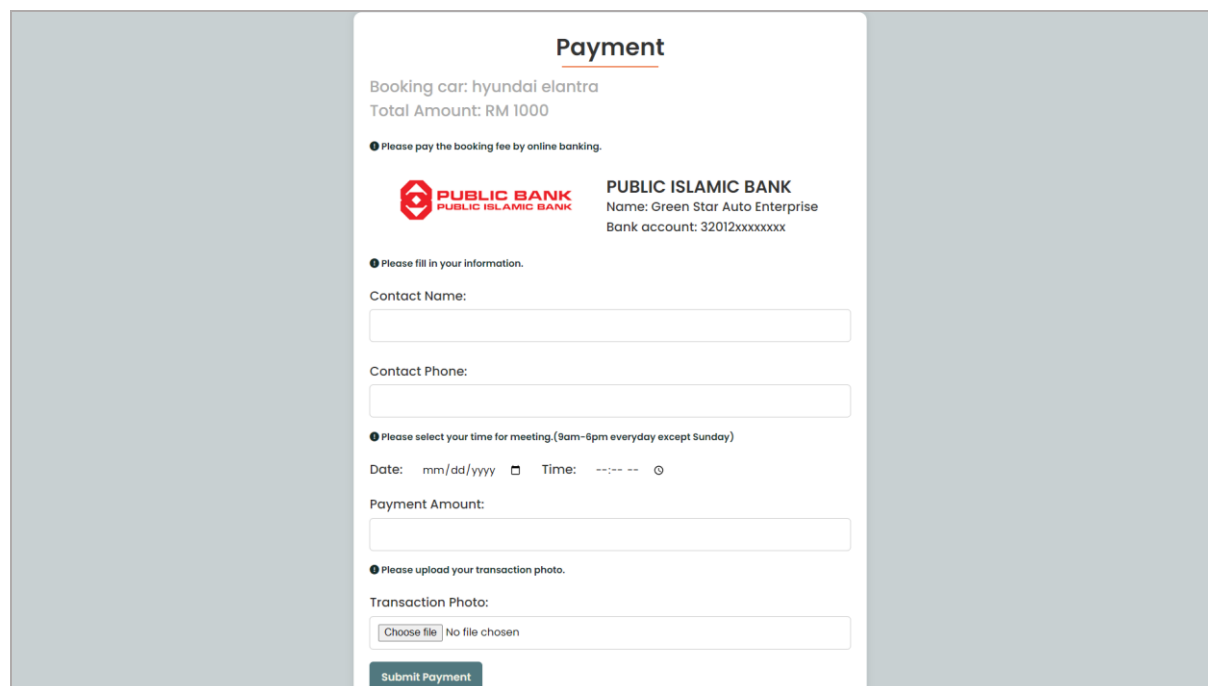 Payment
Booking car: hyundai elantra
Total Amount: RM 1000
Please pay the booking fee by online banking.
PUBLIC BANK
PUBLIC ISLAMIC BANK
PUBLIC ISLAMIC BANK
Name: Green Star Auto Enterprise
Bank account: 32012xxxxxxxx
Please fill in your information.
Contact Name:
Contact Phone:
Please select your time for meeting.(9am-6pm everyday except Sunday)
Date: mm/dd/yyyy Time: --:-- --
Payment Amount:
Please upload your transaction photo.
Transaction Photo:
Choose file No file chosen
Submit Payment